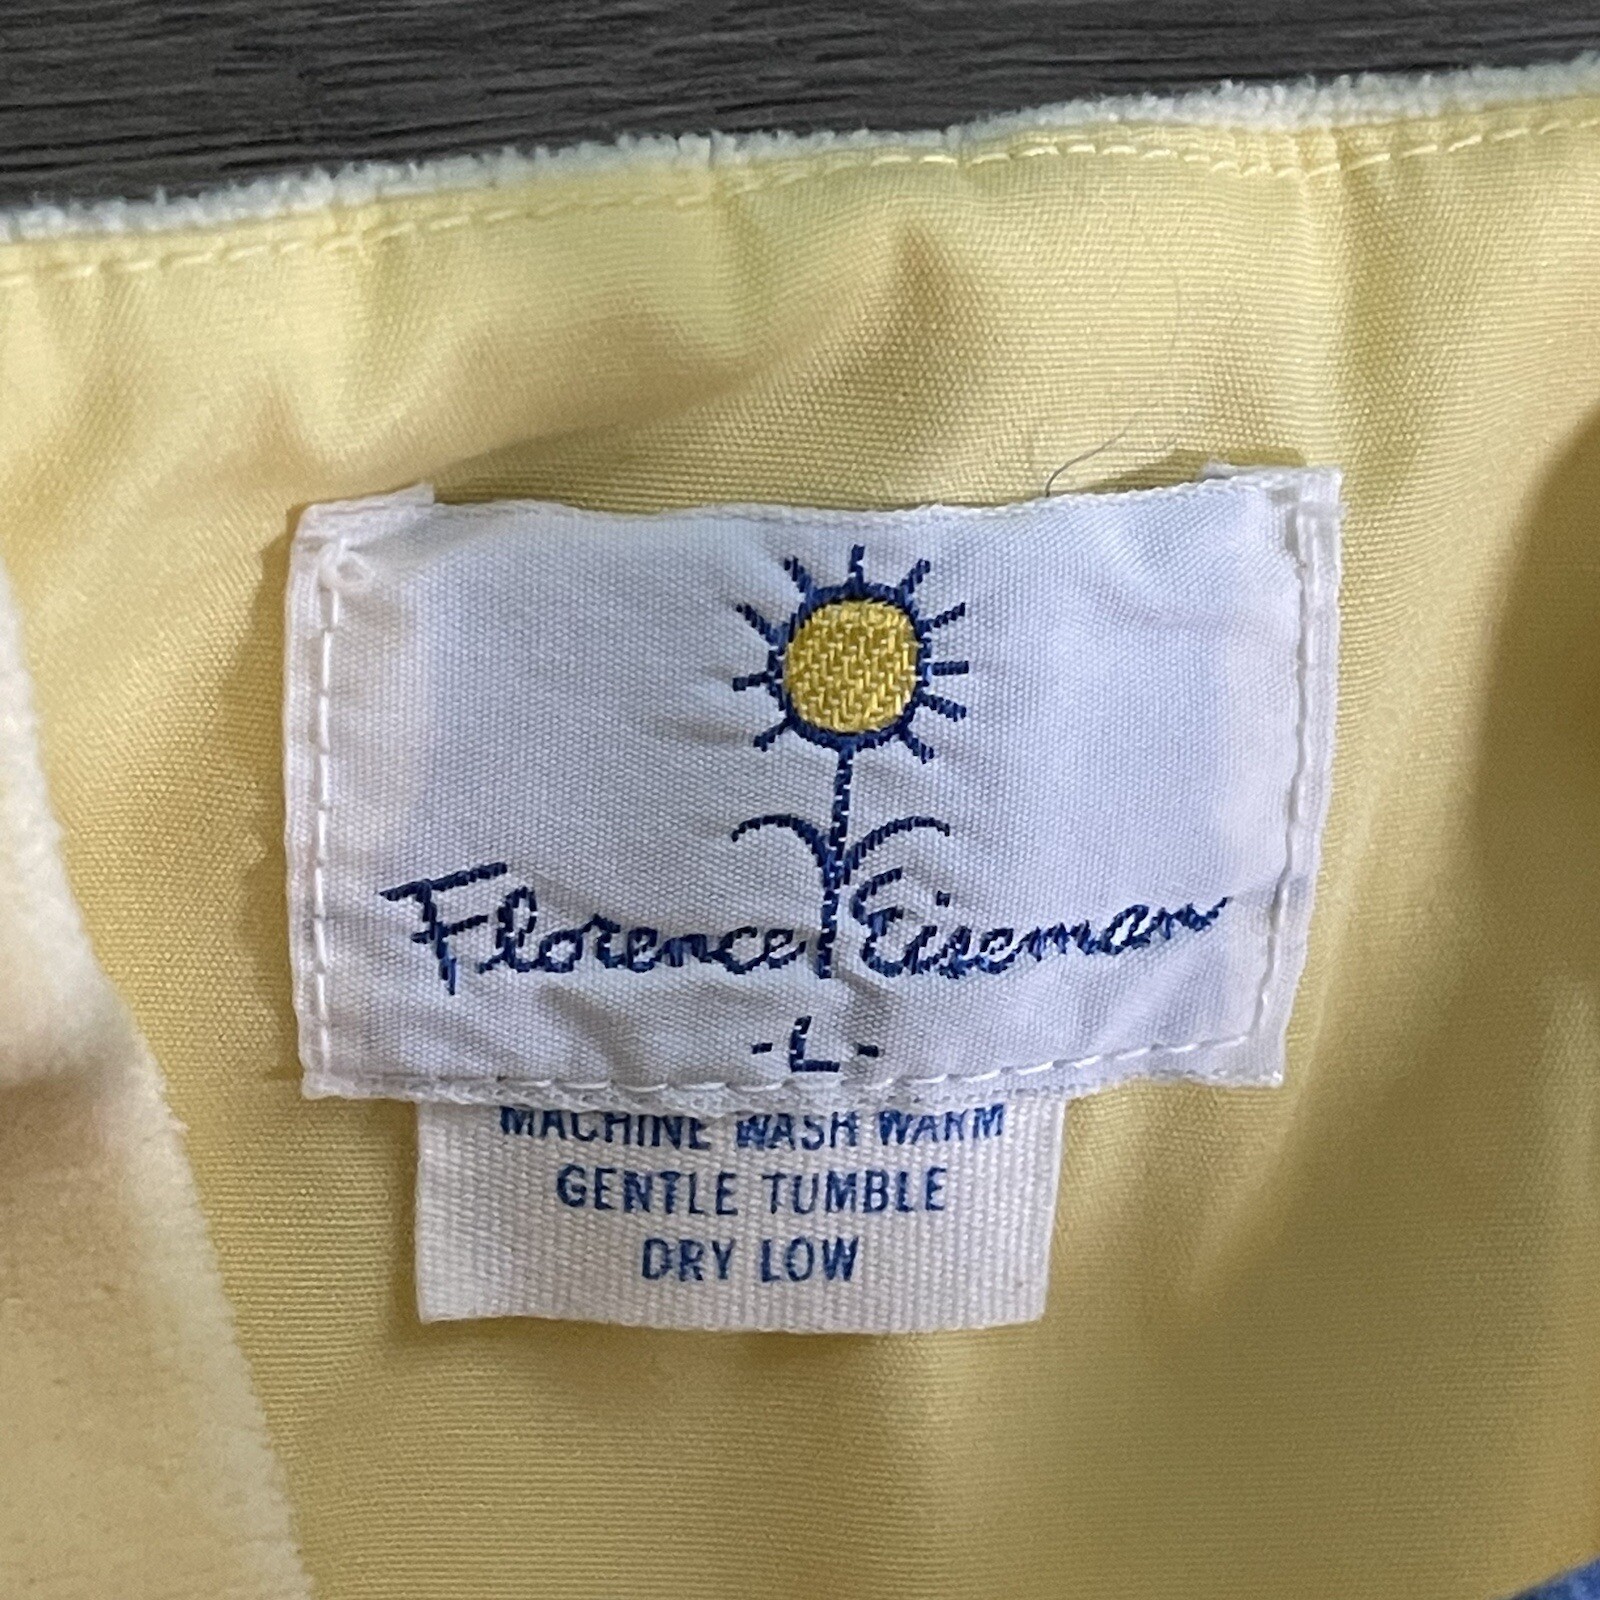 Florence Eiseman
-L-
MACHINE WASH WARM
GENTLE TUMBLE
DRY LOW